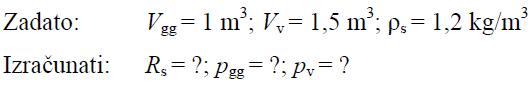 Zadato: V_gg = 1 m³; V_v = 1,5 m³; ρ_s = 1,2 kg/m³
Izračunati: R_s = ?; p_gg = ?; p_v = ?